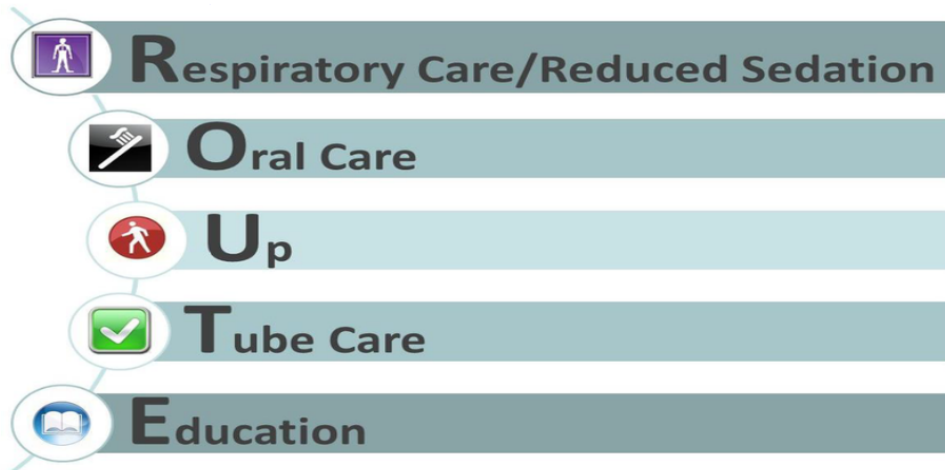 Respiratory Care/Reduced Sedation
Oral Care
Up
Tube Care
Education